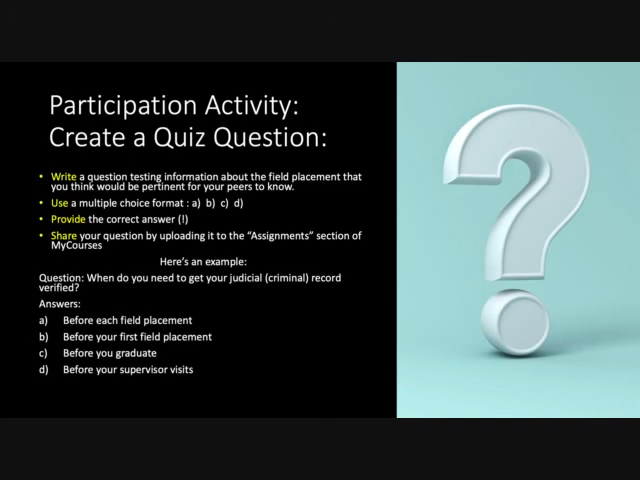 Participation Activity:
Create a Quiz Question:
• Write a question testing information about the field placement that
you think would be pertinent for your peers to know.
• Use a multiple choice format : a) b) c) d)
• Provide the correct answer (!)
• Share your question by uploading it to the “Assignments” section of
MyCourses
Here’s an example:
Question: When do you need to get your judicial (criminal) record
verified?
Answers:
a) Before each field placement
b) Before your first field placement
c) Before you graduate
d) Before your supervisor visits